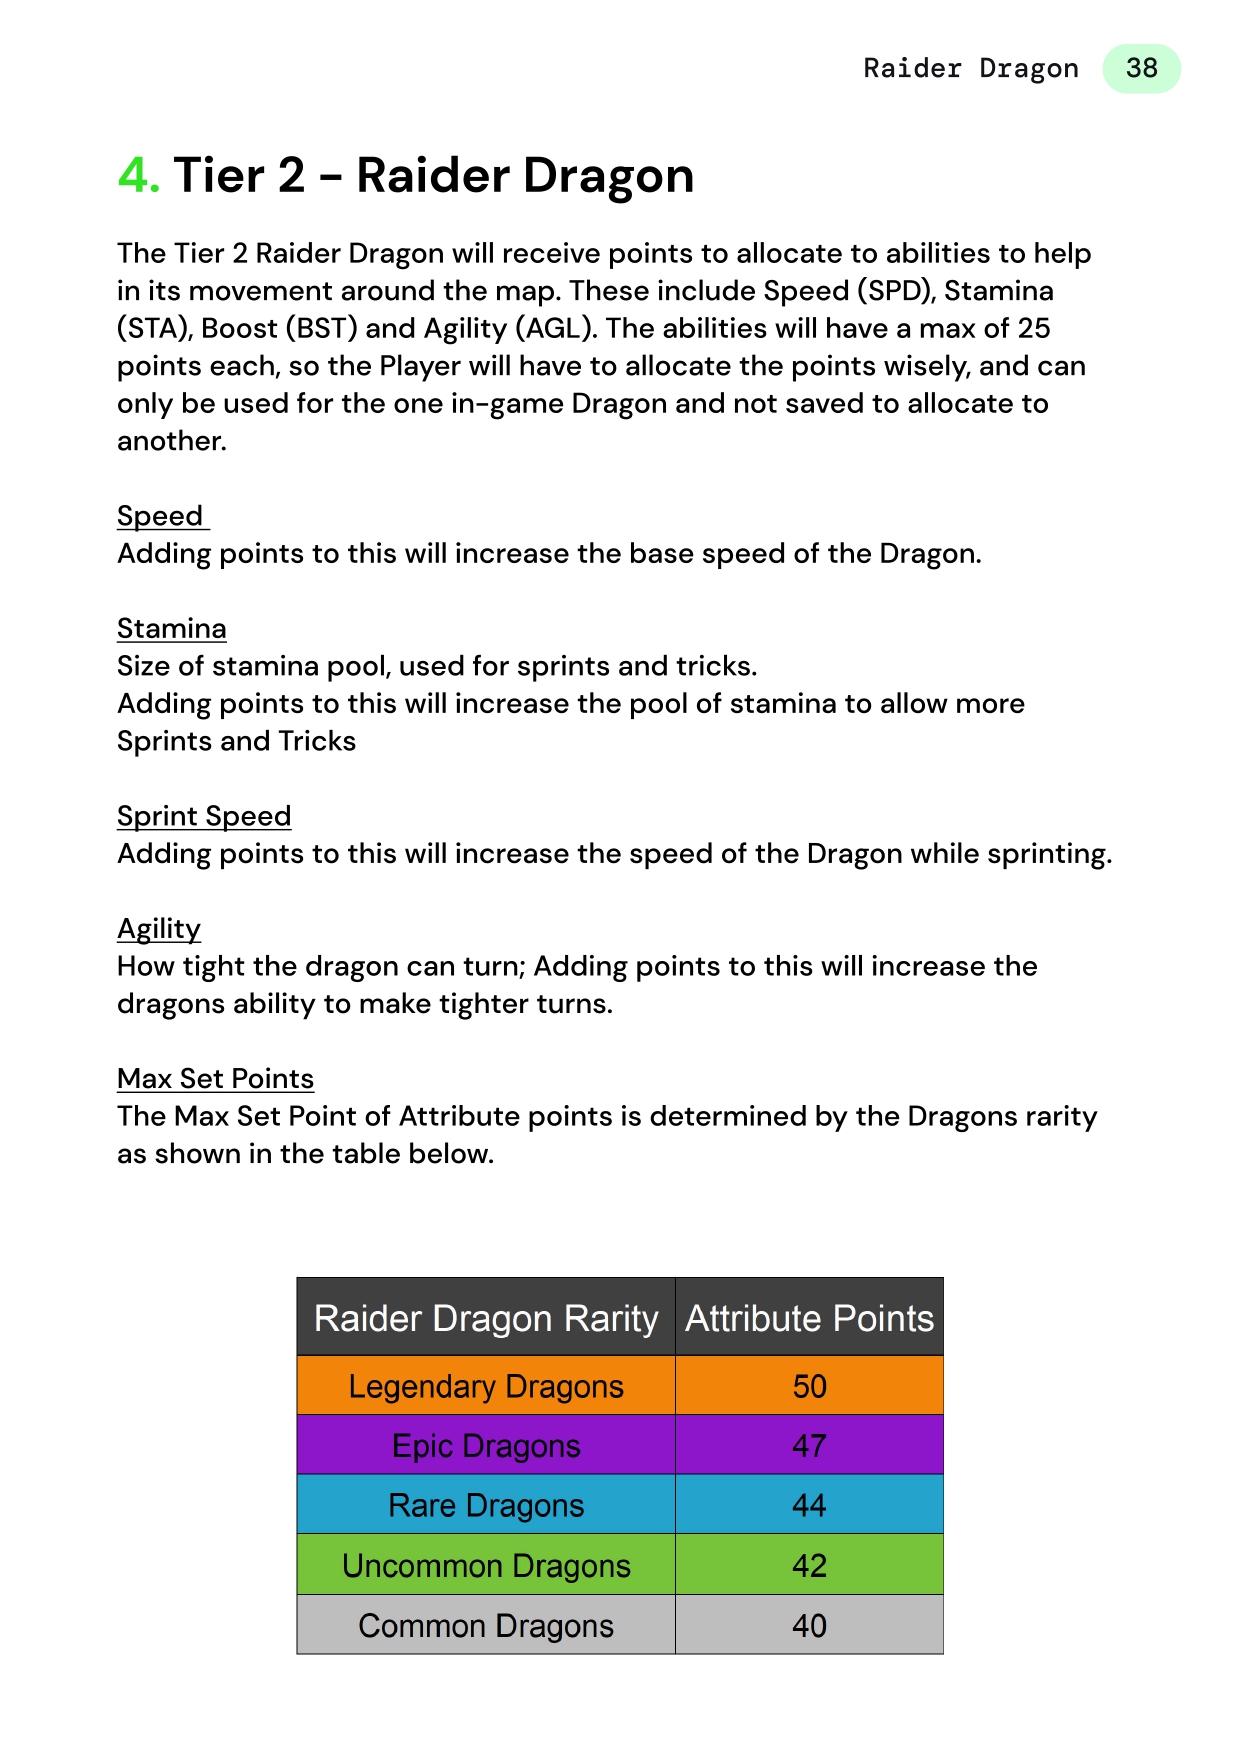 Raider Dragon 38
4. Tier 2 - Raider Dragon
The Tier 2 Raider Dragon will receive points to allocate to abilities to help
in its movement around the map. These include Speed (SPD), Stamina
(STA), Boost (BST) and Agility (AGL). The abilities will have a max of 25
points each, so the Player will have to allocate the points wisely, and can
only be used for the one in-game Dragon and not saved to allocate to
another.
Speed
Adding points to this will increase the base speed of the Dragon.
Stamina
Size of stamina pool, used for sprints and tricks.
Adding points to this will increase the pool of stamina to allow more
Sprints and Tricks
Sprint Speed
Adding points to this will increase the speed of the Dragon while sprinting.
Agility
How tight the dragon can turn; Adding points to this will increase the
dragons ability to make tighter turns.
Max Set Points
The Max Set Point of Attribute points is determined by the Dragons rarity
as shown in the table below.
Raider Dragon Rarity Attribute Points
Legendary Dragons 50
Epic Dragons 47
Rare Dragons 44
Uncommon Dragons 42
Common Dragons 40